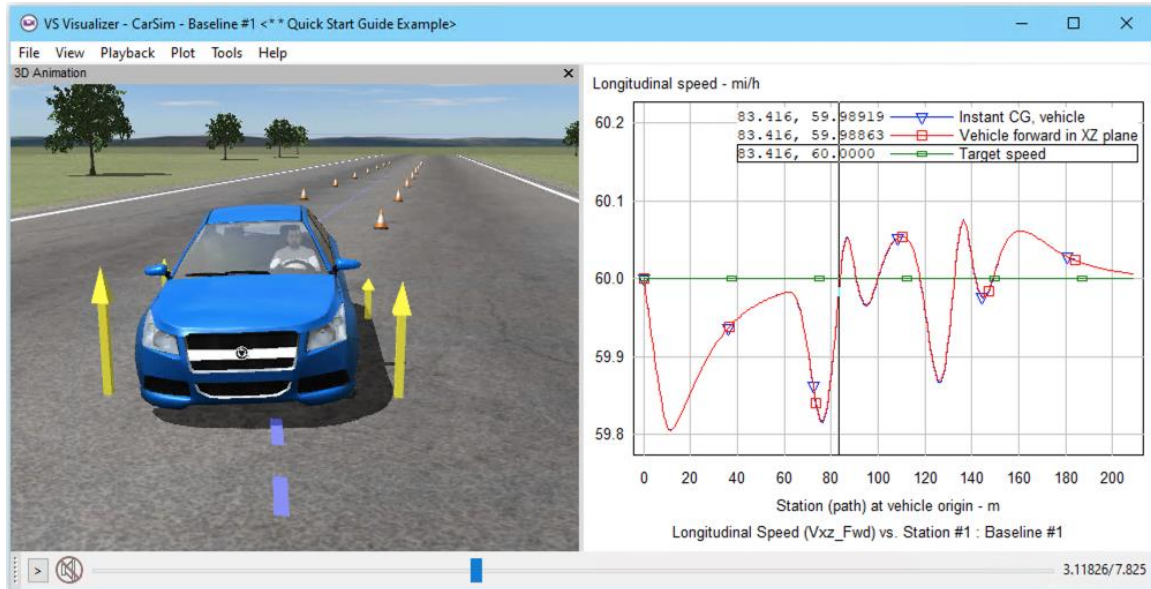 VS Visualizer - CarSim - Baseline #1 <* * Quick Start Guide Example>
File View Playback Plot Tools Help
3D Animation
Longitudinal speed - mi/h
83.416, 59.98919 Instant CG, vehicle
83.416, 59.98863 Vehicle forward in XZ plane
83.416, 60.0000 Target speed
60.2
60.1
60.0
59.9
59.8
0 20 40 60 80 100 120 140 160 180 200
Station (path) at vehicle origin - m
Longitudinal Speed (Vxz_Fwd) vs. Station #1 : Baseline #1
> 3.11826/7.825